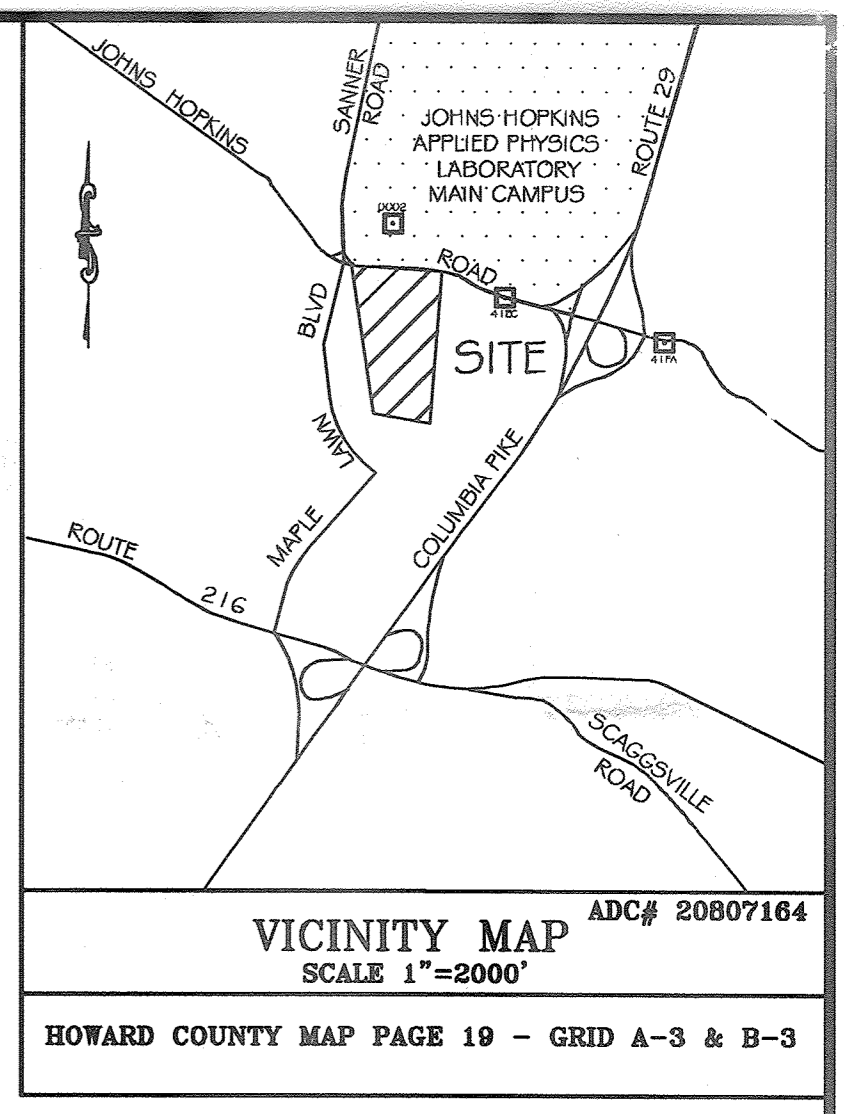 JOHNS HOPKINS
SANNER
ROAD
ROUTE 29
JOHNS HOPKINS
APPLIED PHYSICS
LABORATORY
MAIN CAMPUS
ROAD
BLVD
SITE
41FA
LAWN
MAPLE
COLUMBIA PIKE
ROUTE
216
SCAGGSVILLE
ROAD
ADC# 20807164
VICINITY MAP
SCALE 1"=2000'
HOWARD COUNTY MAP PAGE 19 - GRID A-3 & B-3